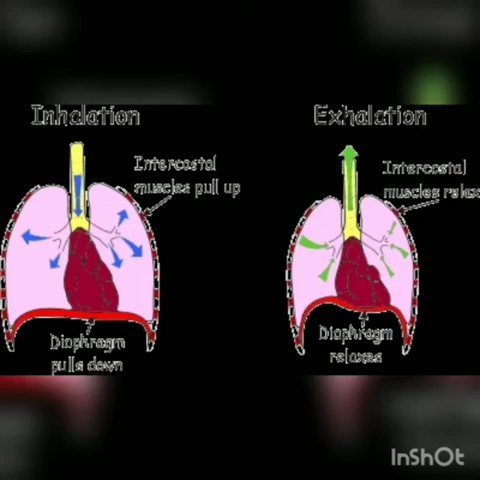 Inhalation
Exhalation
Intercostal
muscles pull up
Intercostal
muscles relax
Diaphragm
pulls down
Diaphragm
relaxes
InShOt